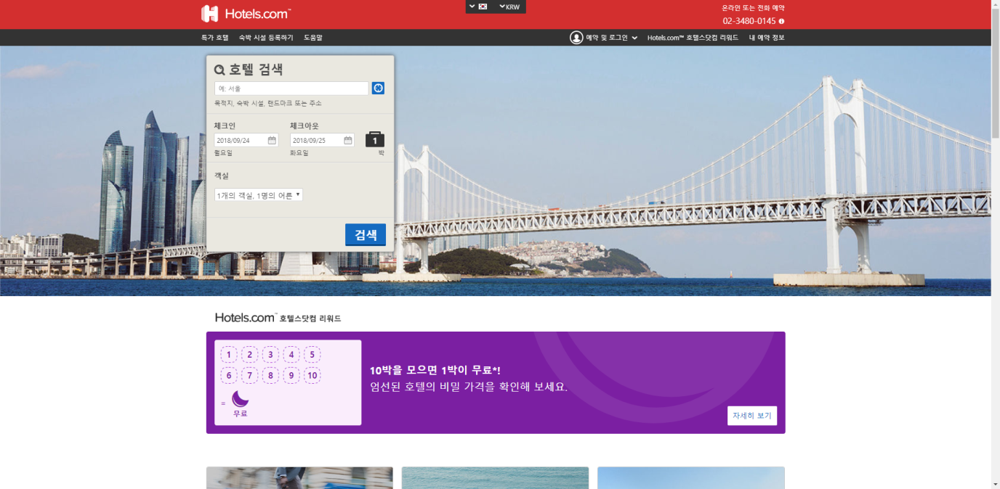 Hotels.com™
KRW
온라인 또는 전화 예약
02-3480-0145
특가 호텔 숙박 시설 등록하기 도움말
예약 및 로그인 Hotels.com™ 호텔스닷컴 리워드 내 예약 정보
호텔 검색
예: 서울
목적지, 숙박 시설, 랜드마크 또는 주소
체크인 체크아웃
2018/09/24 2018/09/25 1
월요일 화요일 박
객실
1개의 객실, 1명의 어른
검색
Hotels.com™ 호텔스닷컴 리워드
1 2 3 4 5
6 7 8 9 10
= 
무료
10박을 모으면 1박이 무료*!
엄선된 호텔의 비밀 가격을 확인해 보세요.
자세히 보기